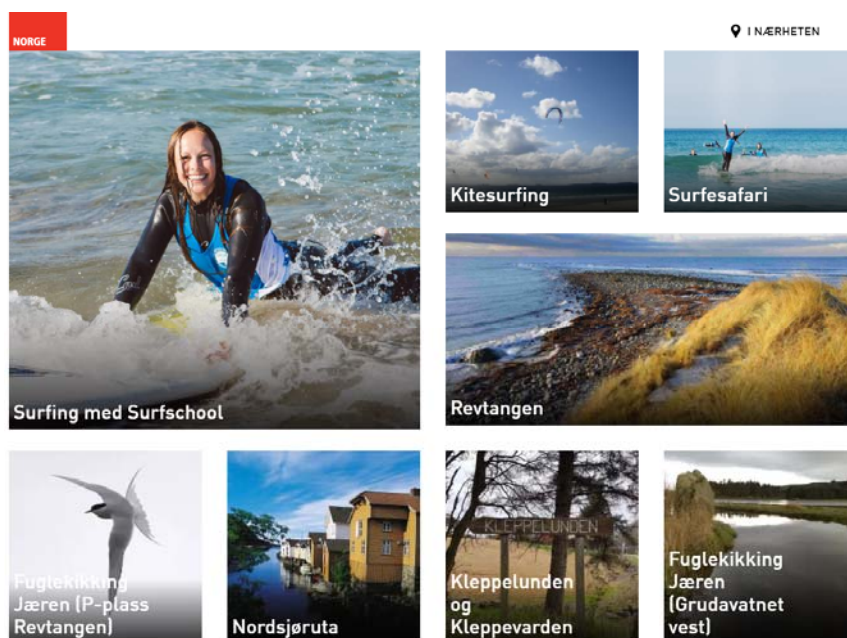 NORGE
I NÆRHETEN
Kitesurfing
Surfesafari
Surfing med Surfschool
Revtangen
Fuglekikking
Jæren (P-plass
Revtangen)
Nordsjøruta
KLEPPELUNDEN
Kleppelunden
og
Kleppevarden
Fuglekikking
Jæren
(Grudavatnet
vest)